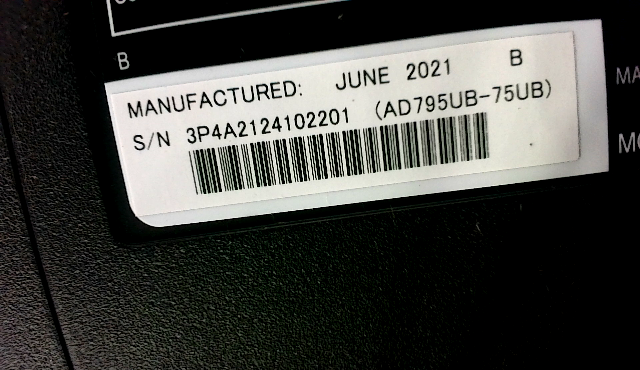 B
MANUFACTURED: JUNE 2021 B
S/N 3P4A2124102201 (AD795UB-75UB)